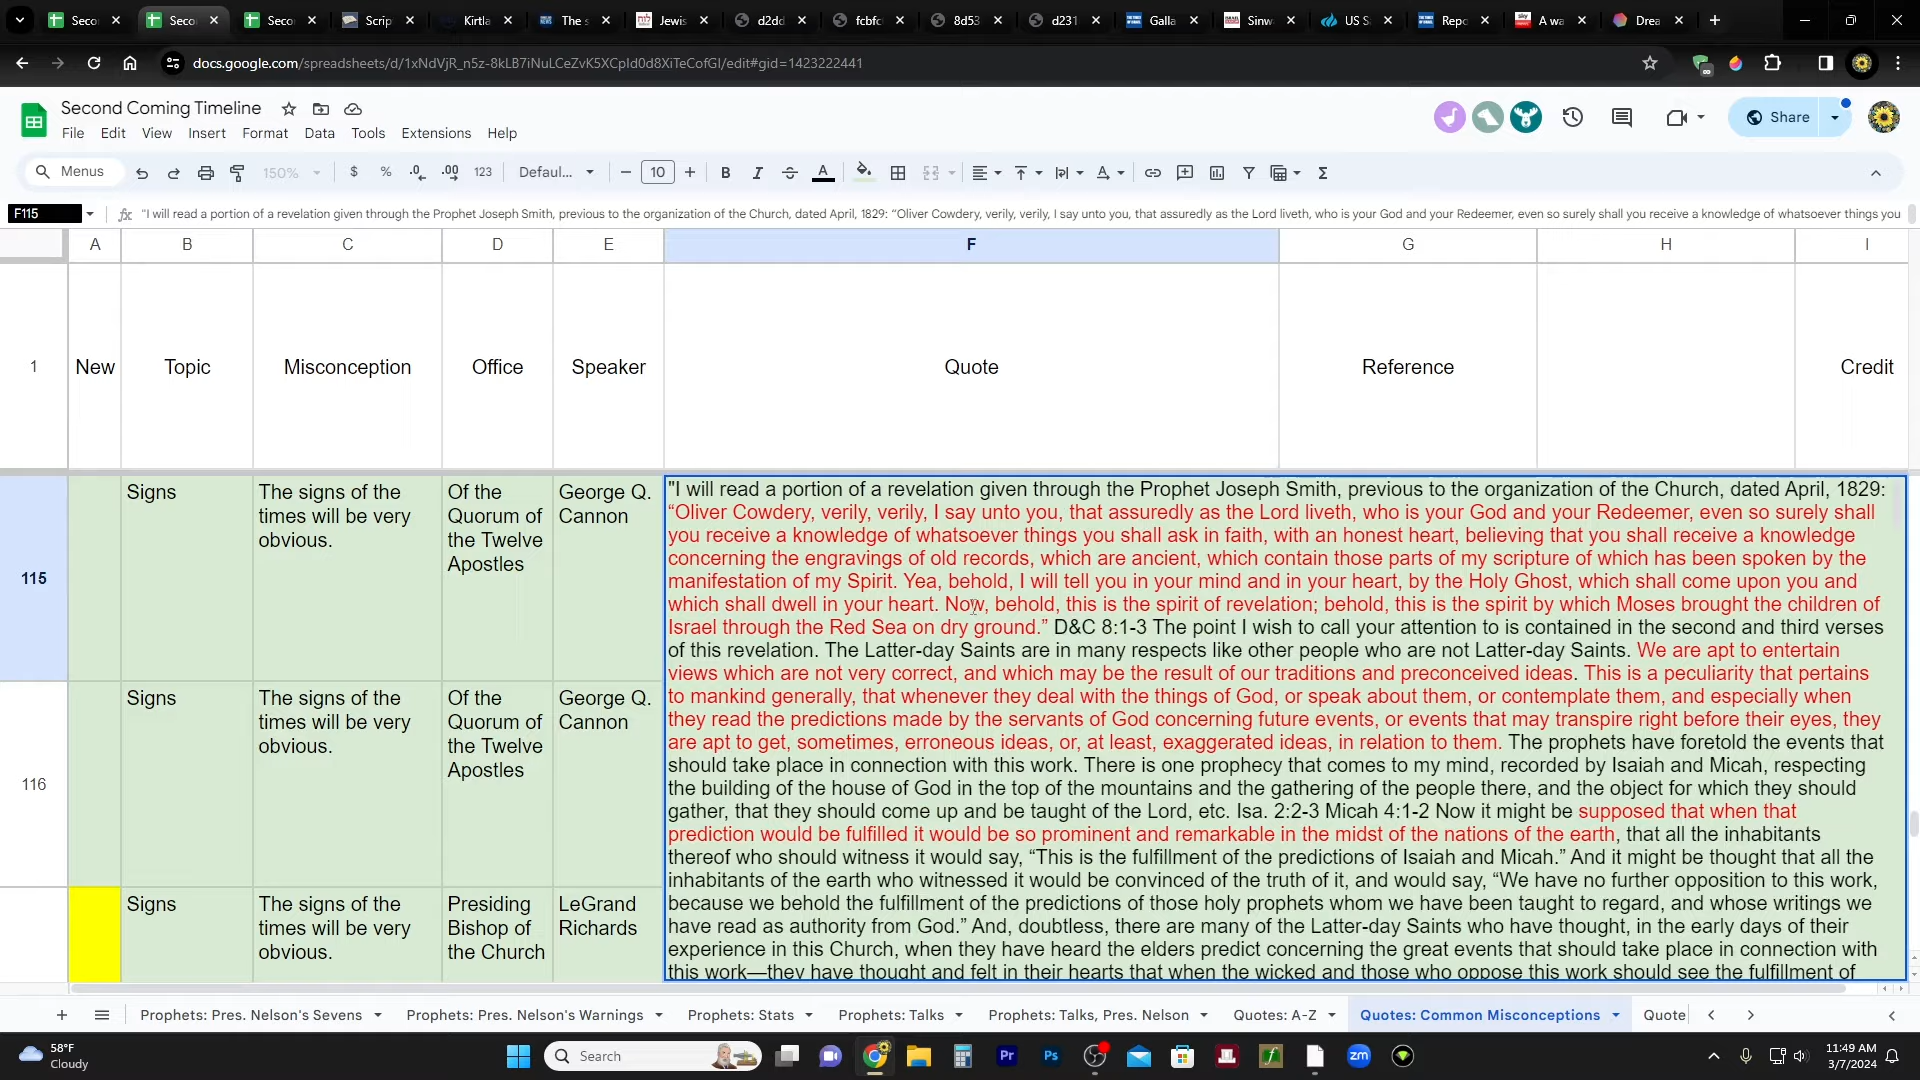 Secor
Seco
Secor
Scrip
Kirtla
The s
Jewis
d2dd
fcbfc
8d53
d231
Galla
Sinw
US S
Repo
A wa
Drea
docs.google.com/spreadsheets/d/1xNdVjR_n5z-8kLB7iNuLCeZvK5XCpId0d8XiTeCofGI/edit#gid=1423222441
Second Coming Timeline
File Edit View Insert Format Data Tools Extensions Help
Share
Menus
150%
$ % .0 .00 123
Defaul...
10
B I A
F115
"I will read a portion of a revelation given through the Prophet Joseph Smith, previous to the organization of the Church, dated April, 1829: “Oliver Cowdery, verily, verily, I say unto you, that assuredly as the Lord liveth, who is your God and your Redeemer, even so surely shall you receive a knowledge of whatsoever things you
A B C D E F G H I
1
New
Topic
Misconception
Office
Speaker
Quote
Reference
Credit
115
Signs
The signs of the
times will be very
obvious.
Of the
Quorum of
the Twelve
Apostles
George Q.
Cannon
"I will read a portion of a revelation given through the Prophet Joseph Smith, previous to the organization of the Church, dated April, 1829:
“Oliver Cowdery, verily, verily, I say unto you, that assuredly as the Lord liveth, who is your God and your Redeemer, even so surely shall
you receive a knowledge of whatsoever things you shall ask in faith, with an honest heart, believing that you shall receive a knowledge
concerning the engravings of old records, which are ancient, which contain those parts of my scripture of which has been spoken by the
manifestation of my Spirit. Yea, behold, I will tell you in your mind and in your heart, by the Holy Ghost, which shall come upon you and
which shall dwell in your heart. Now, behold, this is the spirit of revelation; behold, this is the spirit by which Moses brought the children of
Israel through the Red Sea on dry ground.” D&C 8:1-3 The point I wish to call your attention to is contained in the second and third verses
of this revelation. The Latter-day Saints are in many respects like other people who are not Latter-day Saints. We are apt to entertain
views which are not very correct, and which may be the result of our traditions and preconceived ideas. This is a peculiarity that pertains
to mankind generally, that whenever they deal with the things of God, or speak about them, or contemplate them, and especially when
they read the predictions made by the servants of God concerning future events, or events that may transpire right before their eyes, they
are apt to get, sometimes, erroneous ideas, or, at least, exaggerated ideas, in relation to them. The prophets have foretold the events that
should take place in connection with this work. There is one prophecy that comes to my mind, recorded by Isaiah and Micah, respecting
the building of the house of God in the top of the mountains and the gathering of the people there, and the object for which they should
gather, that they should come up and be taught of the Lord, etc. Isa. 2:2-3 Micah 4:1-2 Now it might be supposed that when that
prediction would be fulfilled it would be so prominent and remarkable in the midst of the nations of the earth, that all the inhabitants
thereof who should witness it would say, “This is the fulfillment of the predictions of Isaiah and Micah.” And it might be thought that all the
inhabitants of the earth who witnessed it would be convinced of the truth of it, and would say, “We have no further opposition to this work,
because we behold the fulfillment of the predictions of those holy prophets whom we have been taught to regard, and whose writings we
have read as authority from God.” And, doubtless, there are many of the Latter-day Saints who have thought, in the early days of their
experience in this Church, when they have heard the elders predict concerning the great events that should take place in connection with
this work—they have thought and felt in their hearts that when the wicked and those who oppose this work should see the fulfillment of
116
Signs
The signs of the
times will be very
obvious.
Of the
Quorum of
the Twelve
Apostles
George Q.
Cannon
Signs
The signs of the
times will be very
obvious.
Presiding
Bishop of
the Church
LeGrand
Richards
Prophets: Pres. Nelson's Sevens
Prophets: Pres. Nelson's Warnings
Prophets: Stats
Prophets: Talks
Prophets: Talks, Pres. Nelson
Quotes: A-Z
Quotes: Common Misconceptions
Quote
58°F
Cloudy
Search
Pr
Ps
zm
11:49 AM
3/7/2024